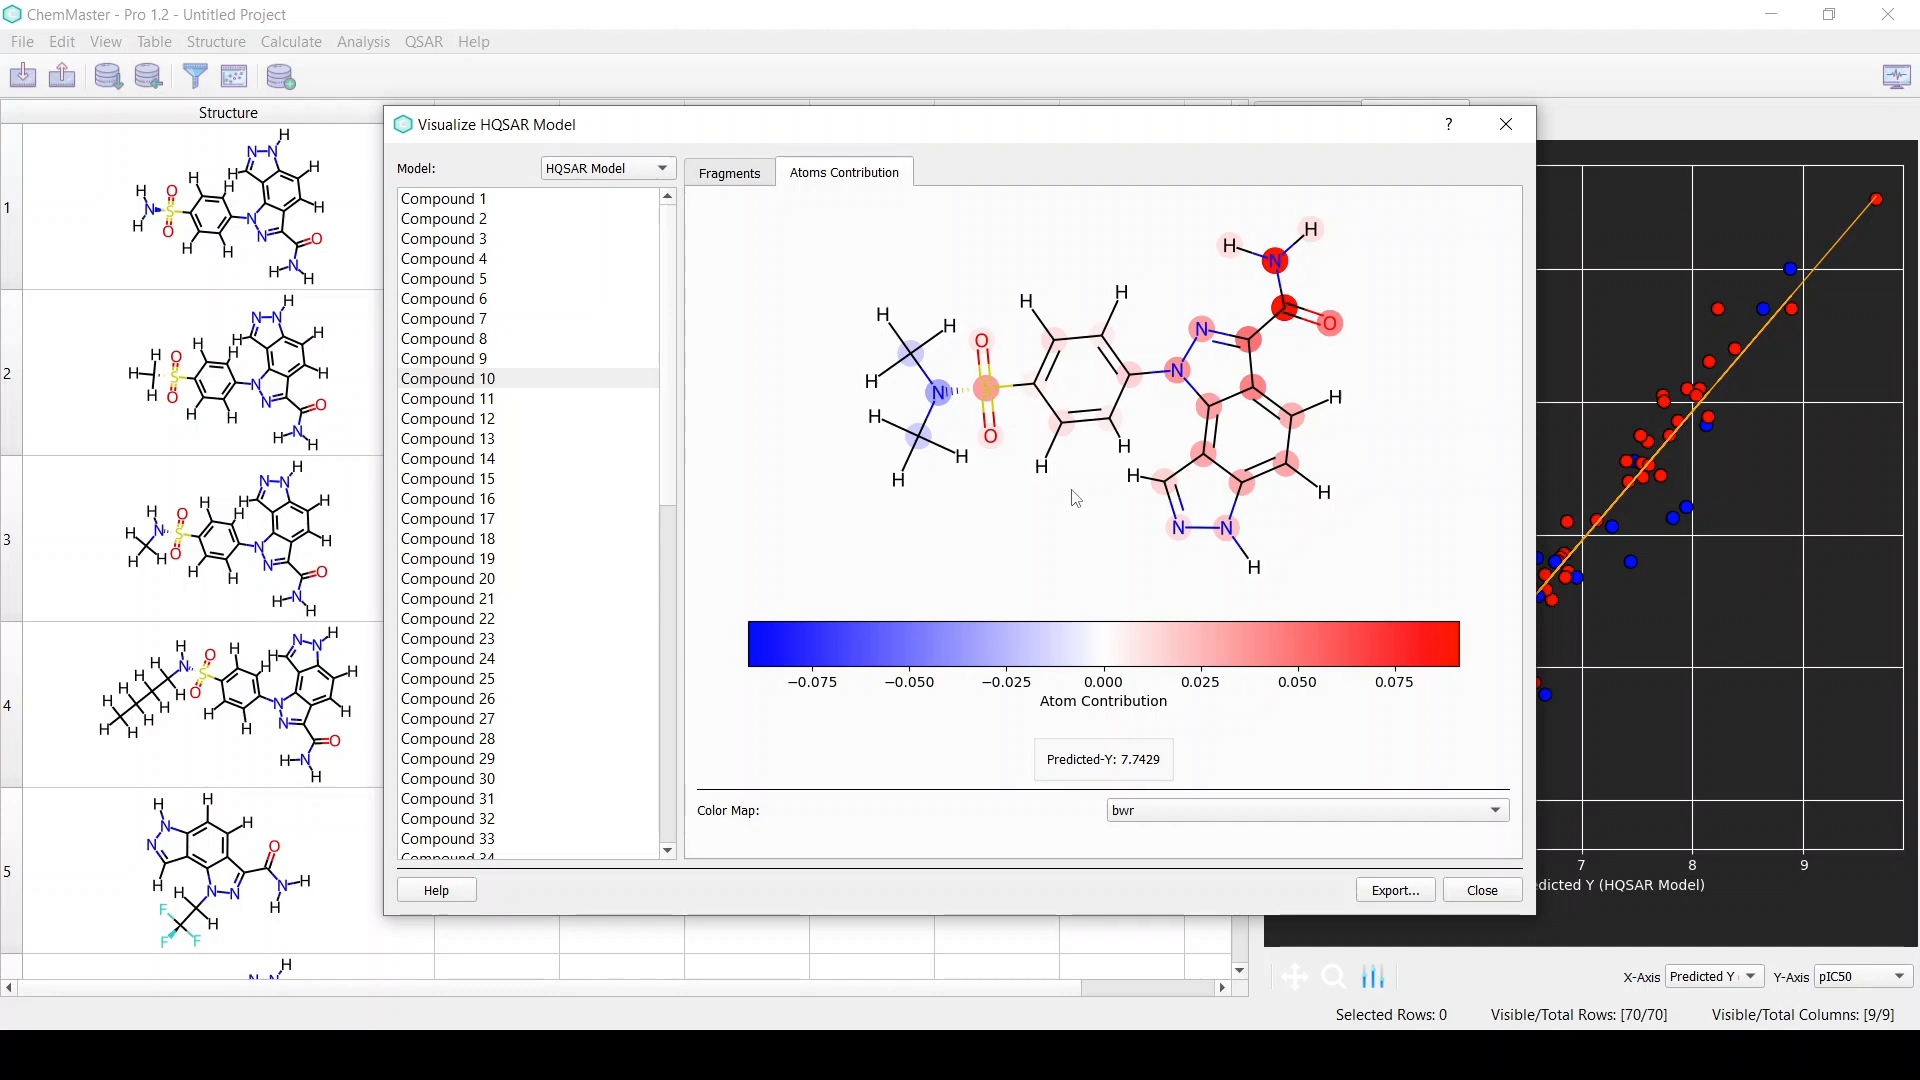 ChemMaster - Pro 1.2 - Untitled Project
File Edit View Table Structure Calculate Analysis QSAR Help
Structure
1
2
3
4
5
Visualize HQSAR Model
?
Model: HQSAR Model
Fragments Atoms Contribution
Compound 1
Compound 2
Compound 3
Compound 4
Compound 5
Compound 6
Compound 7
Compound 8
Compound 9
Compound 10
Compound 11
Compound 12
Compound 13
Compound 14
Compound 15
Compound 16
Compound 17
Compound 18
Compound 19
Compound 20
Compound 21
Compound 22
Compound 23
Compound 24
Compound 25
Compound 26
Compound 27
Compound 28
Compound 29
Compound 30
Compound 31
Compound 32
Compound 33
Compound 34
−0.075 −0.050 −0.025 0.000 0.025 0.050 0.075
Atom Contribution
Predicted-Y: 7.7429
Color Map: bwr
Help Export... Close
7 8 9
dicted Y (HQSAR Model)
X-Axis Predicted Y Y-Axis pIC50
Selected Rows: 0 Visible/Total Rows: [70/70] Visible/Total Columns: [9/9]